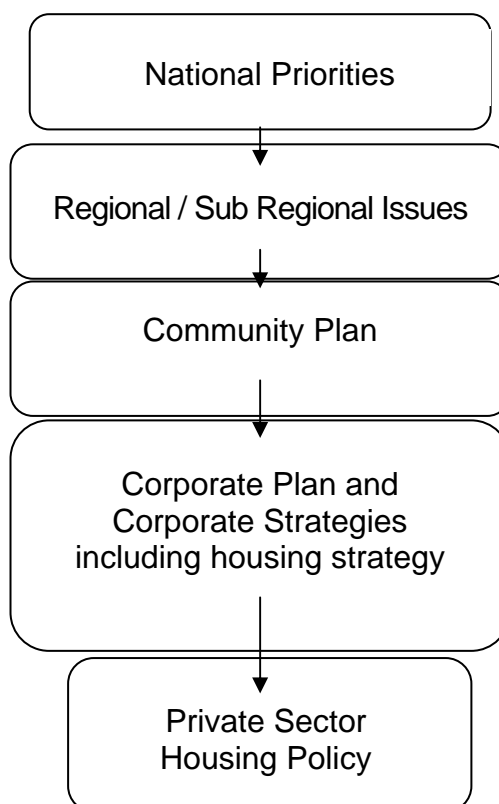 National Priorities
Regional / Sub Regional Issues
Community Plan
Corporate Plan and
Corporate Strategies
including housing strategy
Private Sector
Housing Policy